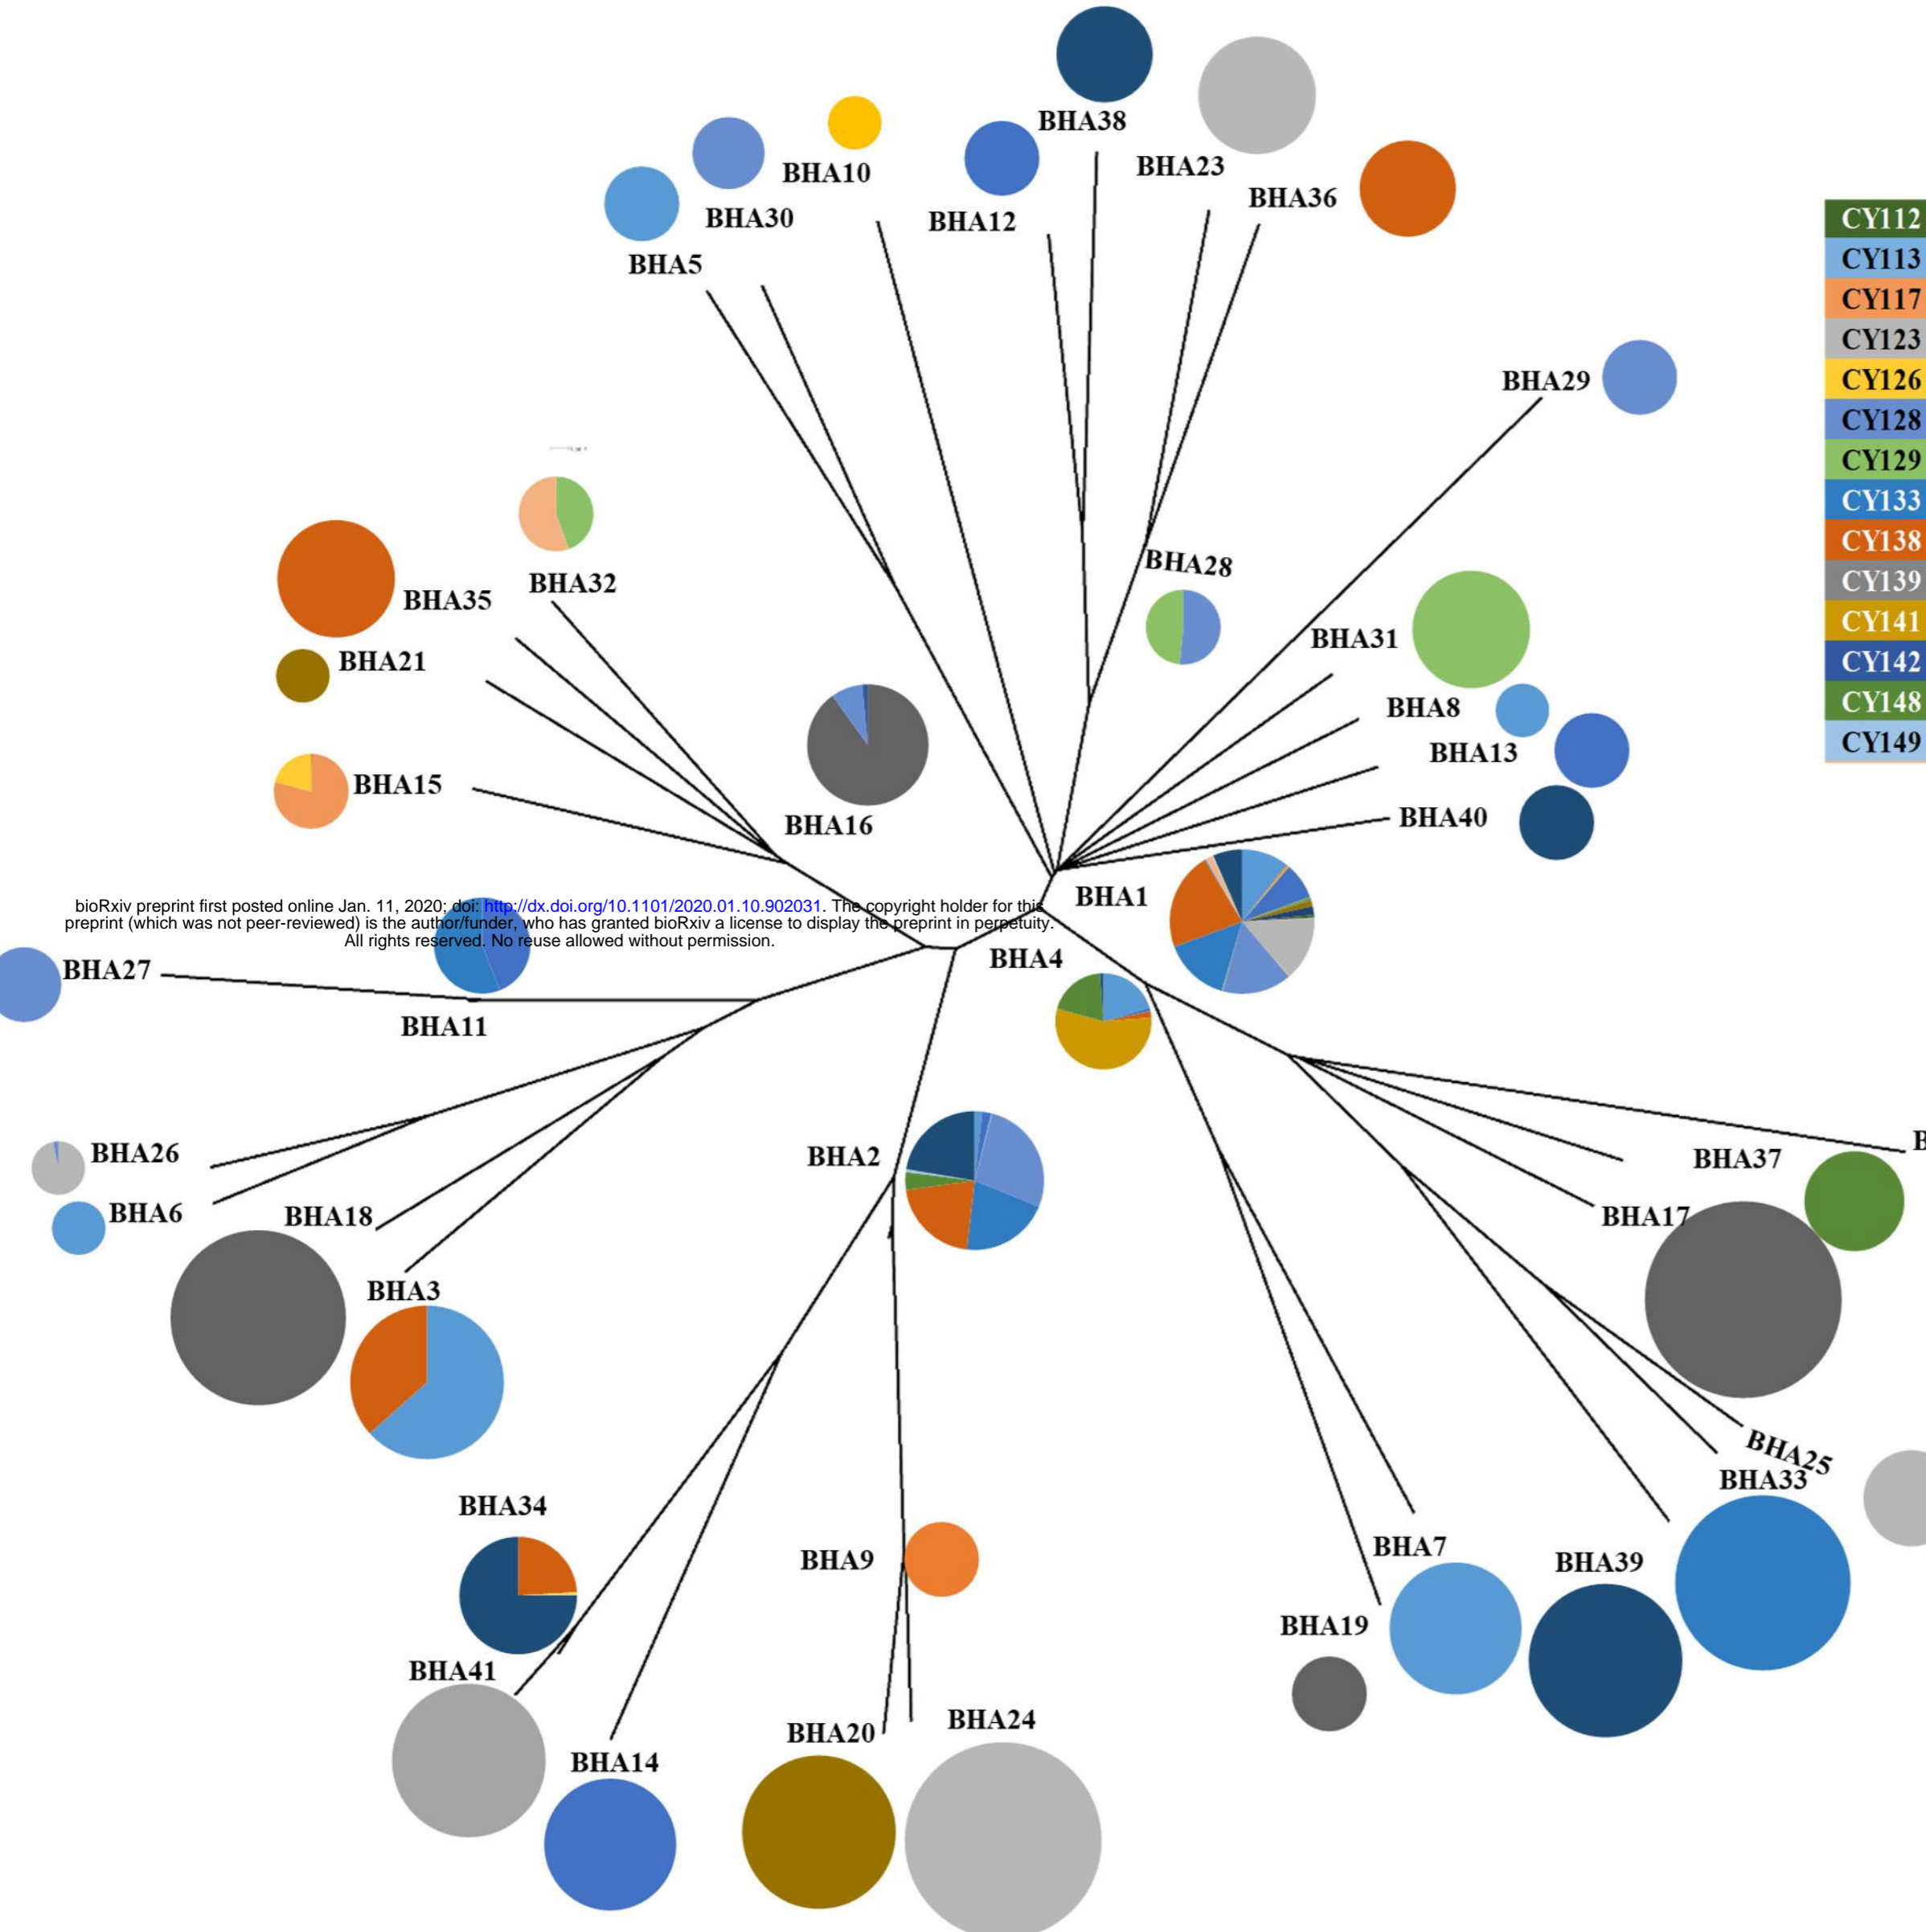 BHA38
BHA10
BHA23
BHA30
BHA12
BHA36
BHA5
CY112
CY113
CY117
CY123
CY126
CY128
CY129
CY133
CY138
CY139
CY141
CY142
CY148
CY149
BHA29
BHA28
BHA32
BHA35
BHA31
BHA21
BHA8
BHA13
BHA15
BHA16
BHA40
BHA1
bioRxiv preprint first posted online Jan. 11, 2020; doi: http://dx.doi.org/10.1101/2020.01.10.902031. The copyright holder for this
preprint (which was not peer-reviewed) is the author/funder, who has granted bioRxiv a license to display the preprint in perpetuity.
All rights reserved. No reuse allowed without permission.
BHA4
BHA27
BHA11
BHA26
BHA2
BHA37
BHA6
BHA18
BHA17
BHA3
BHA25
BHA33
BHA34
BHA7
BHA9
BHA39
BHA19
BHA41
BHA24
BHA20
BHA14